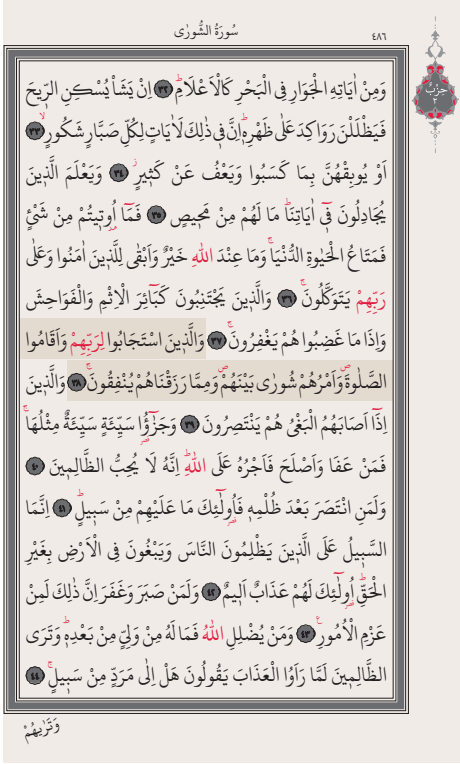 سُورَةُ الشُّورٰى
٤٨٦
حزب
وَمِنْ اٰيَاتِهِ الْجَوَارِ فِى الْبَحْرِ كَالْاَعْلَامِۜ ﴿٣٢﴾ اِنْ يَشَأْ يُسْكِنِ الرّ۪يحَ
فَيَظْلَلْنَ رَوَاكِدَ عَلٰى ظَهْرِه۪ۜ اِنَّ ف۪ي ذٰلِكَ لَاٰيَاتٍ لِكُلِّ صَبَّارٍ شَكُورٍۙ ﴿٣٣﴾
اَوْ يُوبِقْهُنَّ بِمَا كَسَبُوا وَيَعْفُ عَنْ كَث۪يرٍۘ ﴿٣٤﴾ وَيَعْلَمَ الَّذ۪ينَ
يُجَادِلُونَ ف۪ٓي اٰيَاتِنَاۜ مَا لَهُمْ مِنْ مَح۪يصٍ ﴿٣٥﴾ فَمَٓا اُو۫ت۪يتُمْ مِنْ شَيْءٍ
فَمَتَاعُ الْحَيٰوةِ الدُّنْيَاۚ وَمَا عِنْدَ اللّٰهِ خَيْرٌ وَاَبْقٰى لِلَّذ۪ينَ اٰمَنُوا وَعَلٰى
رَبِّهِمْ يَتَوَكَّلُونَۚ ﴿٣٦﴾ وَالَّذ۪ينَ يَجْتَنِبُونَ كَبَٓائِرَ الْاِثْمِ وَالْفَوَاحِشَ
وَاِذَا مَا غَضِبُوا هُمْ يَغْفِرُونَۚ ﴿٣٧﴾ وَالَّذ۪ينَ اسْتَجَابُوا لِرَبِّهِمْ وَاَقَامُوا
الصَّلٰوةَۖ وَاَمْرُهُمْ شُورٰى بَيْنَهُمْۖ وَمِمَّا رَزَقْنَاهُمْ يُنْفِقُونَۚ ﴿٣٨﴾ وَالَّذ۪ينَ
اِذَٓا اَصَابَهُمُ الْبَغْيُ هُمْ يَنْتَصِرُونَ ﴿٣٩﴾ وَجَزٰٓؤُ۬ا سَيِّئَةٍ سَيِّئَةٌ مِثْلُهَاۚ
فَمَنْ عَفَا وَاَصْلَحَ فَاَجْرُهُ عَلَى اللّٰهِۜ اِنَّهُ لَا يُحِبُّ الظَّالِم۪ينَ ﴿٤٠﴾
وَلَمَنِ انْتَصَرَ بَعْدَ ظُلْمِه۪ فَاُو۬لٰٓئِكَ مَا عَلَيْهِمْ مِنْ سَب۪يلٍۜ ﴿٤١﴾ اِنَّمَا
السَّب۪يلُ عَلَى الَّذ۪ينَ يَظْلِمُونَ النَّاسَ وَيَبْغُونَ فِى الْاَرْضِ بِغَيْرِ
الْحَقِّۜ اُو۬لٰٓئِكَ لَهُمْ عَذَابٌ اَل۪يمٌ ﴿٤٢﴾ وَلَمَنْ صَبَرَ وَغَفَرَ اِنَّ ذٰلِكَ لَمِنْ
عَزْمِ الْاُمُورِ۟ ﴿٤٣﴾ وَمَنْ يُضْلِلِ اللّٰهُ فَمَا لَهُ مِنْ وَلِيٍّ مِنْ بَعْدِه۪ۜ وَتَرَى
الظَّالِم۪ينَ لَمَّا رَاَوُا الْعَذَابَ يَقُولُونَ هَلْ اِلٰى مَرَدٍّ مِنْ سَب۪يلٍۚ ﴿٤٤﴾
وَتَرٰيهُمْ